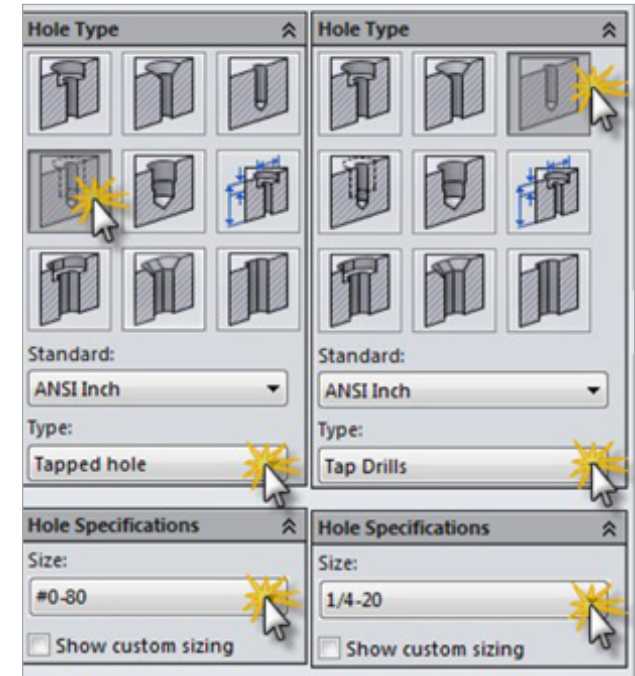 Hole Type
Standard:
ANSI Inch
Type:
Tapped hole
Hole Specifications
Size:
#0-80
Show custom sizing
Hole Type
Standard:
ANSI Inch
Type:
Tap Drills
Hole Specifications
Size:
1/4-20
Show custom sizing